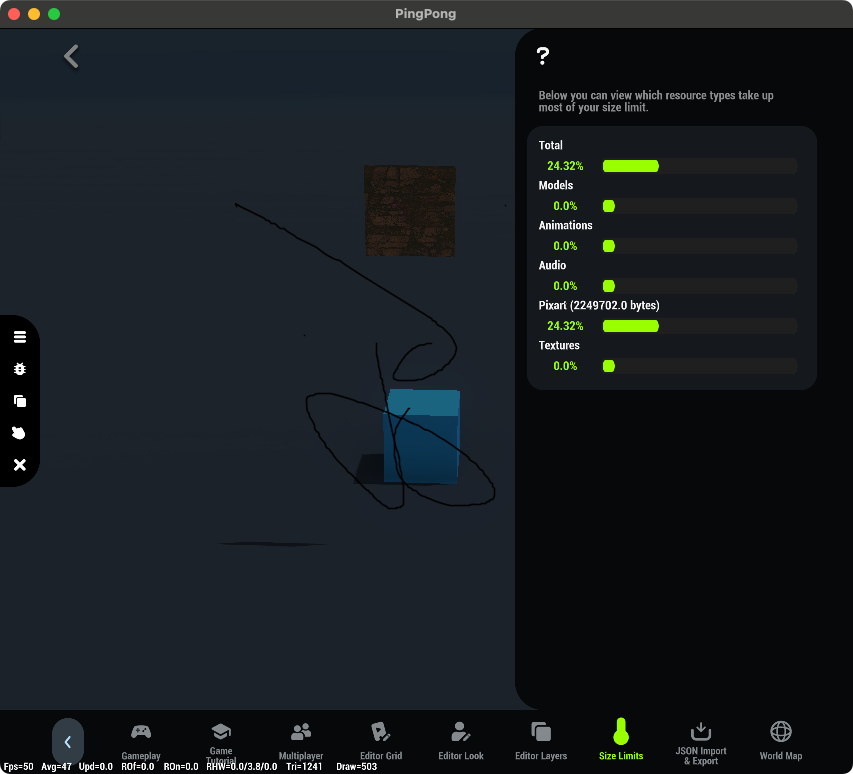 PingPong
?
Below you can view which resource types take up
most of your size limit.
Total
24.32%
Models
0.0%
Animations
0.0%
Audio
0.0%
Pixart (2249702.0 bytes)
24.32%
Textures
0.0%
Gameplay
Game
Tutorial
Multiplayer
Editor Grid
Editor Look
Editor Layers
Size Limits
JSON Import
& Export
World Map
Fps=50 Avg=47 Upd=0.0 ROf=0.0 ROn=0.0 RHW=0.0/3.8/0.0 Tri=1241 Draw=503